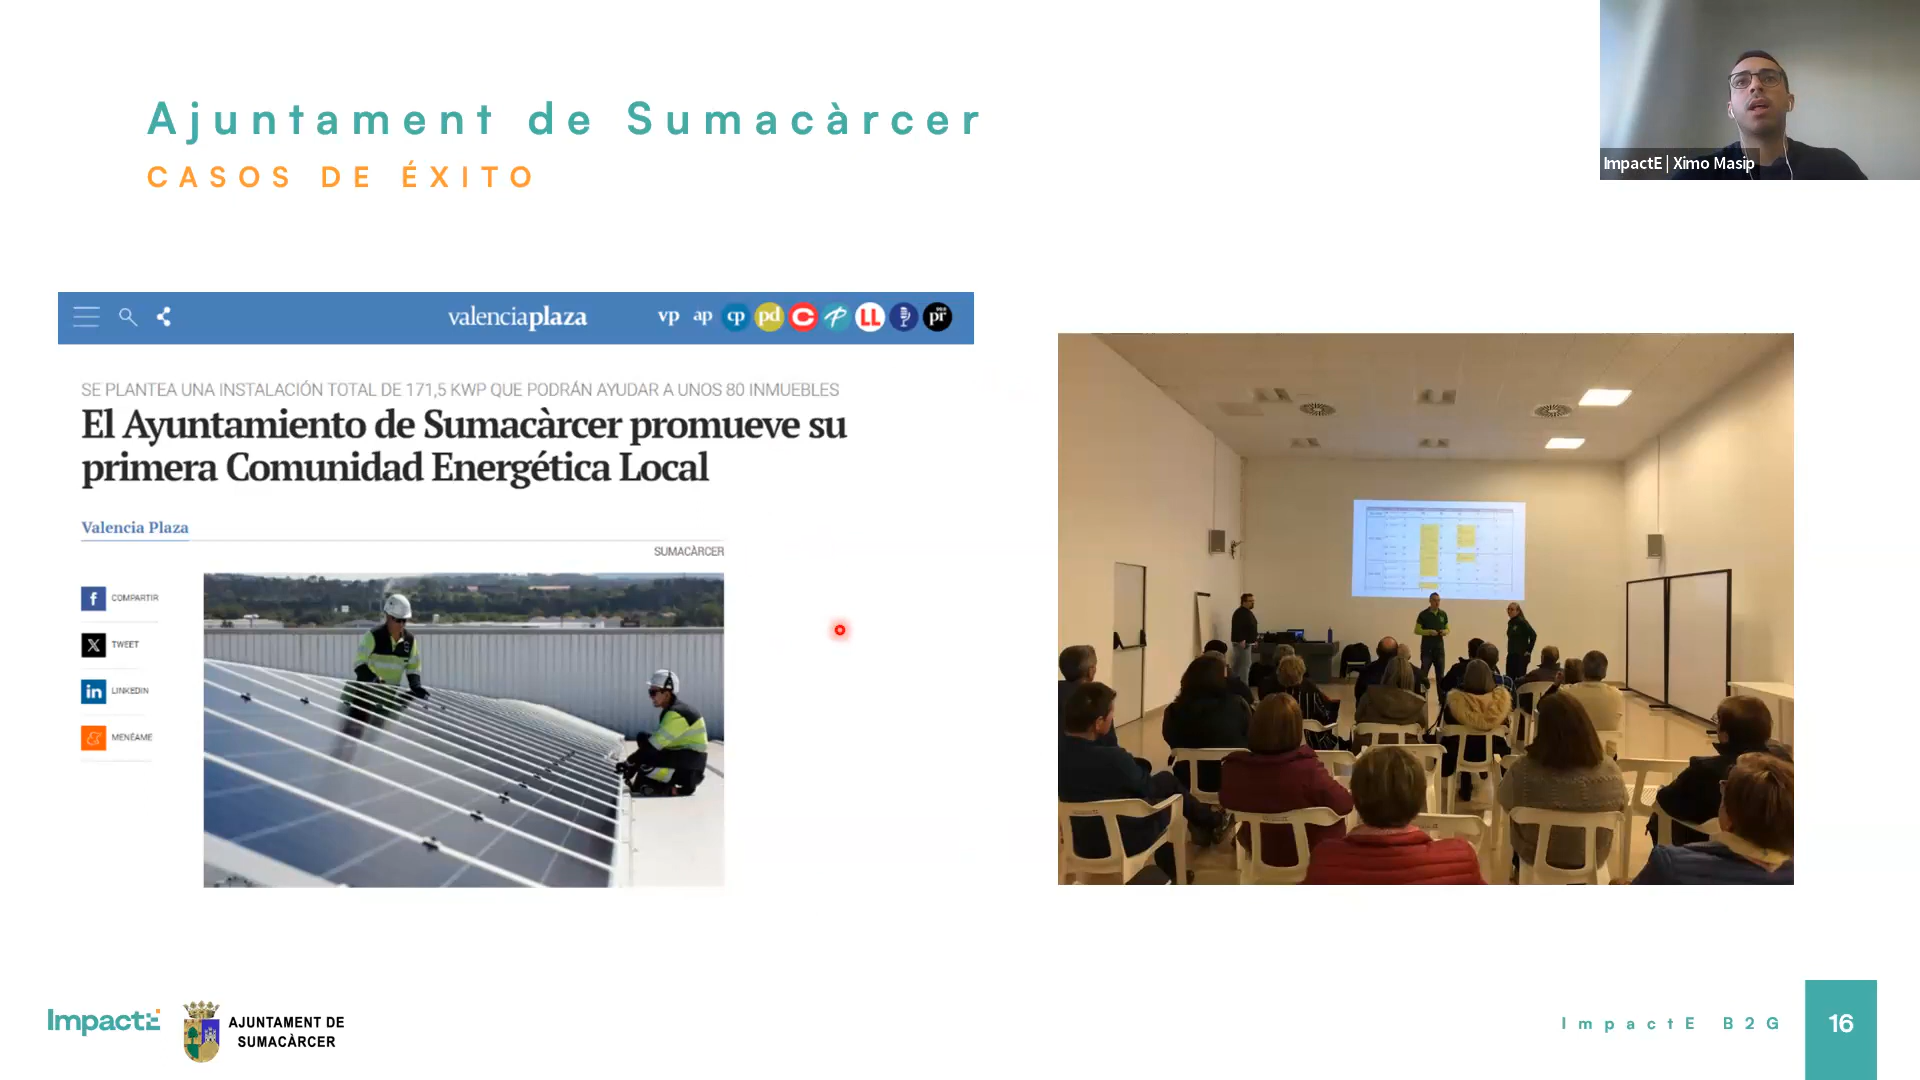 Ajuntament de Sumacàrcer
CASOS DE ÉXITO
ImpactE | Ximo Masip
valenciaplaza
vp ap cp pd C LL pr
SE PLANTEA UNA INSTALACIÓN TOTAL DE 171,5 KWP QUE PODRÁN AYUDAR A UNOS 80 INMUEBLES
El Ayuntamiento de Sumacàrcer promueve su
primera Comunidad Energética Local
Valencia Plaza
SUMACÀRCER
COMPARTIR
TWEET
LINKEDIN
MENÉAME
ImpactE
AJUNTAMENT DE
SUMACÀRCER
ImpactE B2G
16